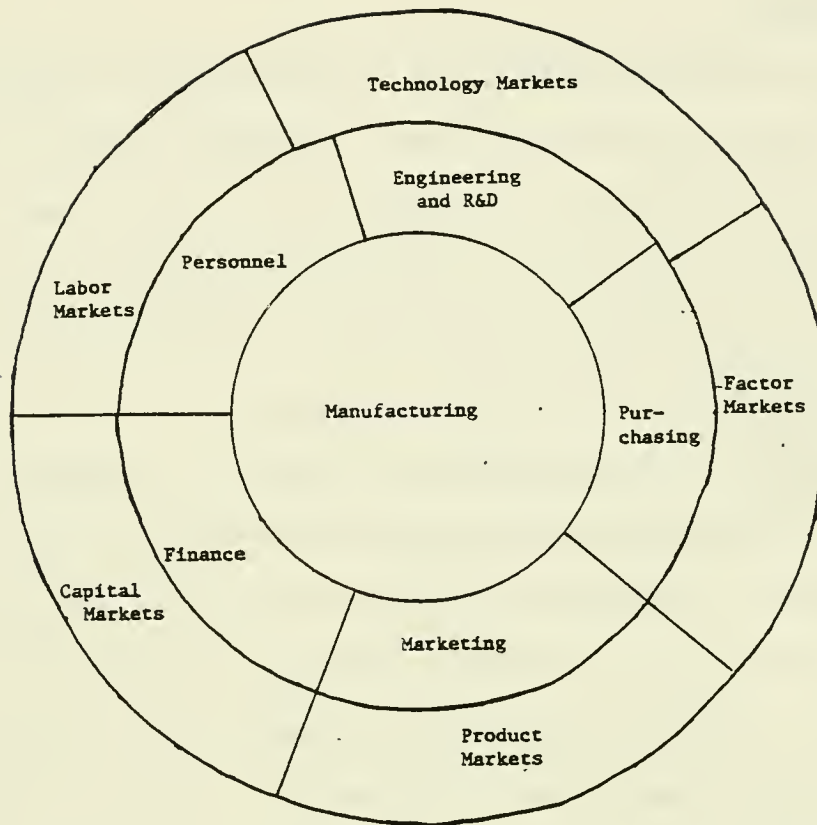 Technology Markets
Engineering
and R&D
Personnel
Labor
Markets
Factor
Markets
Manufacturing
Pur-
chasing
Finance
Capital
Markets
Marketing
Product
Markets